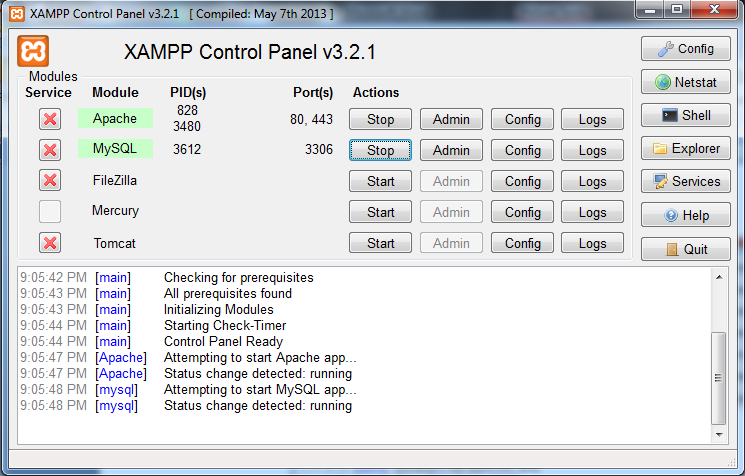 XAMPP Control Panel v3.2.1 [ Compiled: May 7th 2013 ]
XAMPP Control Panel v3.2.1
Config
Modules
Service Module PID(s) Port(s) Actions
Netstat
Apache 828 3480 80, 443 Stop Admin Config Logs
Shell
MySQL 3612 3306 Stop Admin Config Logs
Explorer
FileZilla Start Admin Config Logs
Services
Mercury Start Admin Config Logs
Help
Tomcat Start Admin Config Logs
Quit
9:05:42 PM [main] Checking for prerequisites
9:05:43 PM [main] All prerequisites found
9:05:43 PM [main] Initializing Modules
9:05:44 PM [main] Starting Check-Timer
9:05:44 PM [main] Control Panel Ready
9:05:47 PM [Apache] Attempting to start Apache app...
9:05:47 PM [Apache] Status change detected: running
9:05:48 PM [mysql] Attempting to start MySQL app...
9:05:48 PM [mysql] Status change detected: running